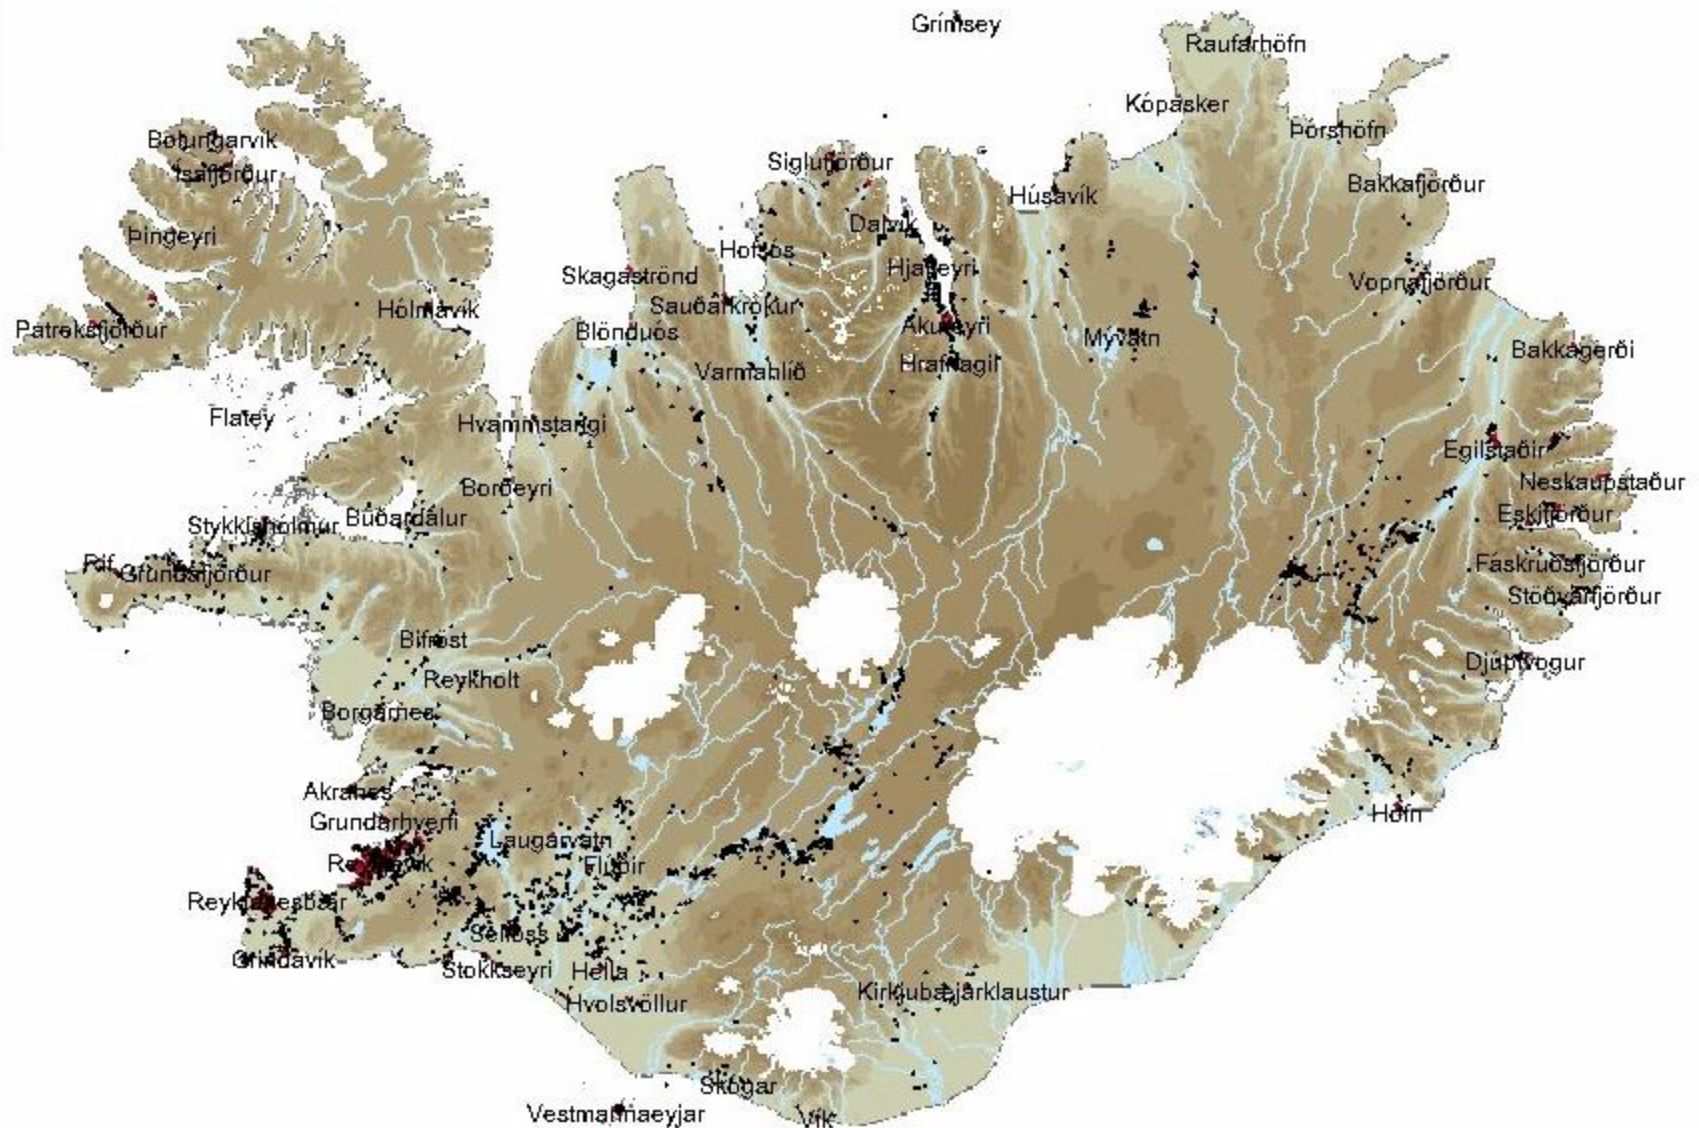 Grímsey
Raufarhöfn
Kópasker
Þórshöfn
Bolungarvík
Ísafjörður
Siglufjörður
Húsavík
Bakkafjörður
Þingeyri
Dalvík
Hofsós
Hjalteyri
Skagaströnd
Vopnafjörður
Hólmavík
Sauðárkrókur
Patreksfjörður
Blönduós
Akureyri
Mývatn
Bakkagerði
Varmahlíð
Hrafnagil
Flatey
Hvammstangi
Egilstaðir
Borðeyri
Neskaupstaður
Stykkishólmur
Búðardalur
Eskifjörður
Rif
Grundafjörður
Fáskrúðsfjörður
Stöðvarfjörður
Bifröst
Reykholt
Djúpivogur
Borgarnes
Akranes
Höfn
Grundarhverfi
Laugarvatn
Reykjavík
Flúðir
Reykjanesbær
Selfoss
Grindavík
Stokkseyri
Hella
Kirkjubæjarklaustur
Hvolsvöllur
Skógar
Vestmannaeyjar
Vík